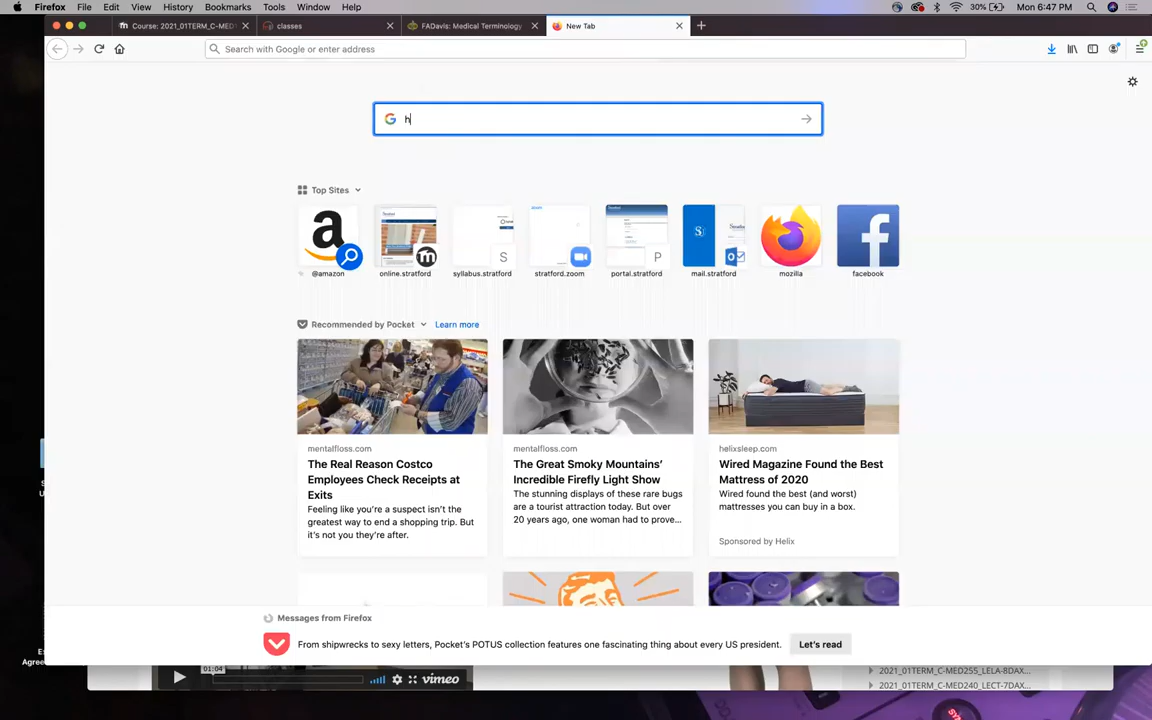 Firefox File Edit View History Bookmarks Tools Window Help 30% Mon 6:47 PM
Course: 2021_01TERM_C-MED1 classes FADavis: Medical Terminology New Tab
Search with Google or enter address
h
Top Sites
@amazon online.stratford syllabus.stratford stratford.zoom portal.stratford mail.stratford mozilla facebook
Recommended by Pocket Learn more
mentalfloss.com
The Real Reason Costco
Employees Check Receipts at
Exits
Feeling like you're a suspect isn't the
greatest way to end a shopping trip. But
it's not you they're after.
mentalfloss.com
The Great Smoky Mountains'
Incredible Firefly Light Show
The stunning displays of these rare bugs
are a tourist attraction today. But over
20 years ago, one woman had to prove...
helixsleep.com
Wired Magazine Found the Best
Mattress of 2020
Wired found the best (and worst)
mattresses you can buy in a box.
Sponsored by Helix
Messages from Firefox
From shipwrecks to sexy letters, Pocket's POTUS collection features one fascinating thing about every US president. Let's read
01:04
vimeo
2021_01TERM_C-MED255_LELA-8DAX...
2021_01TERM_C-MED240_LECT-7DAX...